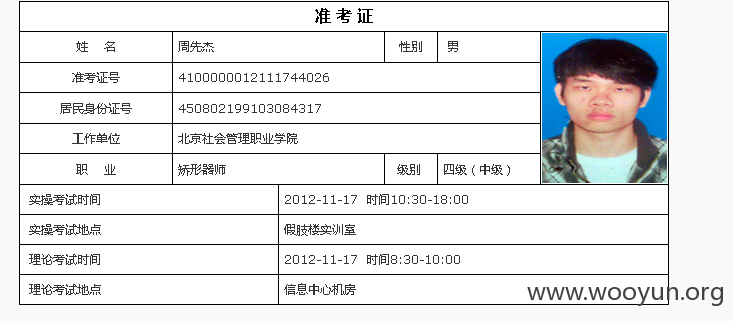 准考证
姓 名 周先杰 性别 男
准考证号 4100000012111744026
居民身份证号 450802199103084317
工作单位 北京社会管理职业学院
职 业 矫形器师 级别 四级（中级）
实操考试时间 2012-11-17 时间10:30-18:00
实操考试地点 假肢楼实训室
理论考试时间 2012-11-17 时间8:30-10:00
理论考试地点 信息中心机房
www.wooyun.org